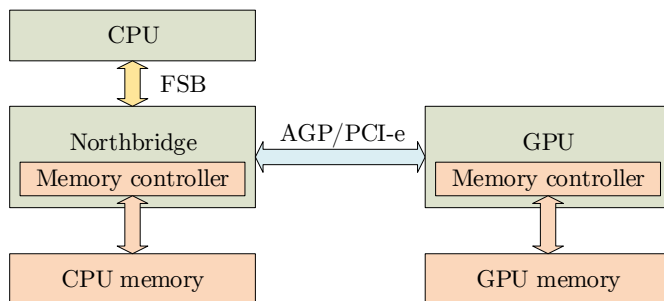 CPU
FSB
AGP/PCI-e
Northbridge
GPU
Memory controller
Memory controller
CPU memory
GPU memory